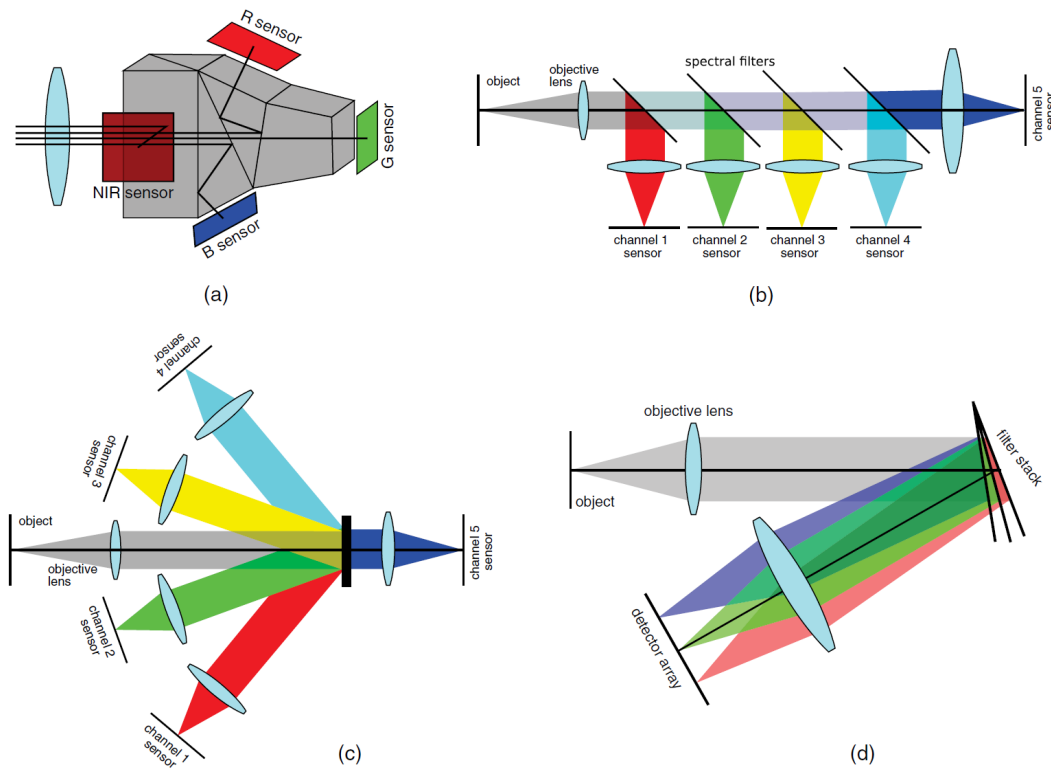 R sensor
NIR sensor
G sensor
B sensor
(a)
object
objective
lens
spectral filters
channel 5
sensor
channel 1
sensor
channel 2
sensor
channel 3
sensor
channel 4
sensor
(b)
channel 4
sensor
channel 3
sensor
object
objective
lens
channel 5
sensor
channel 2
sensor
channel 1
sensor
(c)
objective lens
filter stack
object
detector array
(d)